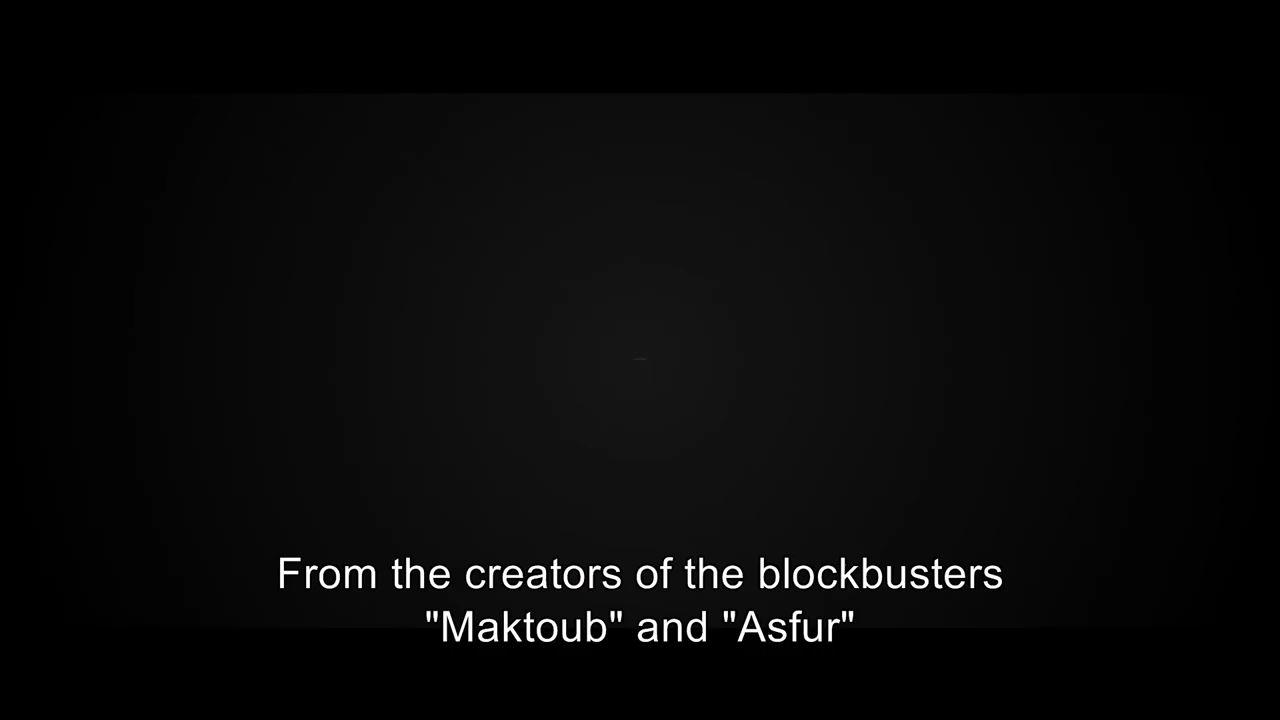 From the creators of the blockbusters
"Maktoub" and "Asfur"